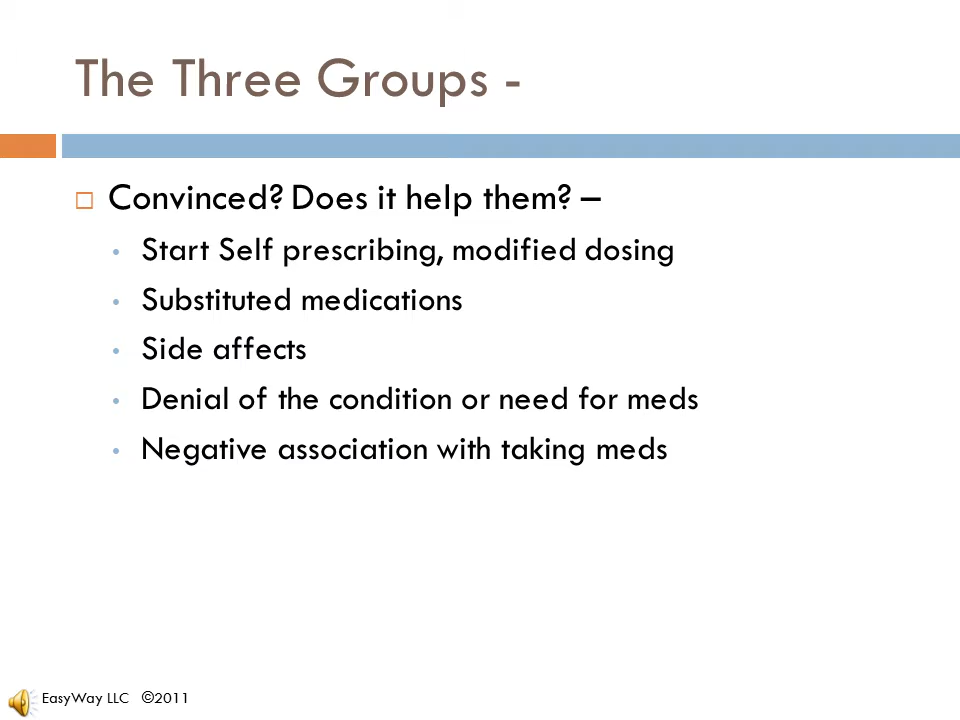 The Three Groups -
Convinced? Does it help them? –
Start Self prescribing, modified dosing
Substituted medications
Side affects
Denial of the condition or need for meds
Negative association with taking meds
EasyWay LLC ©2011